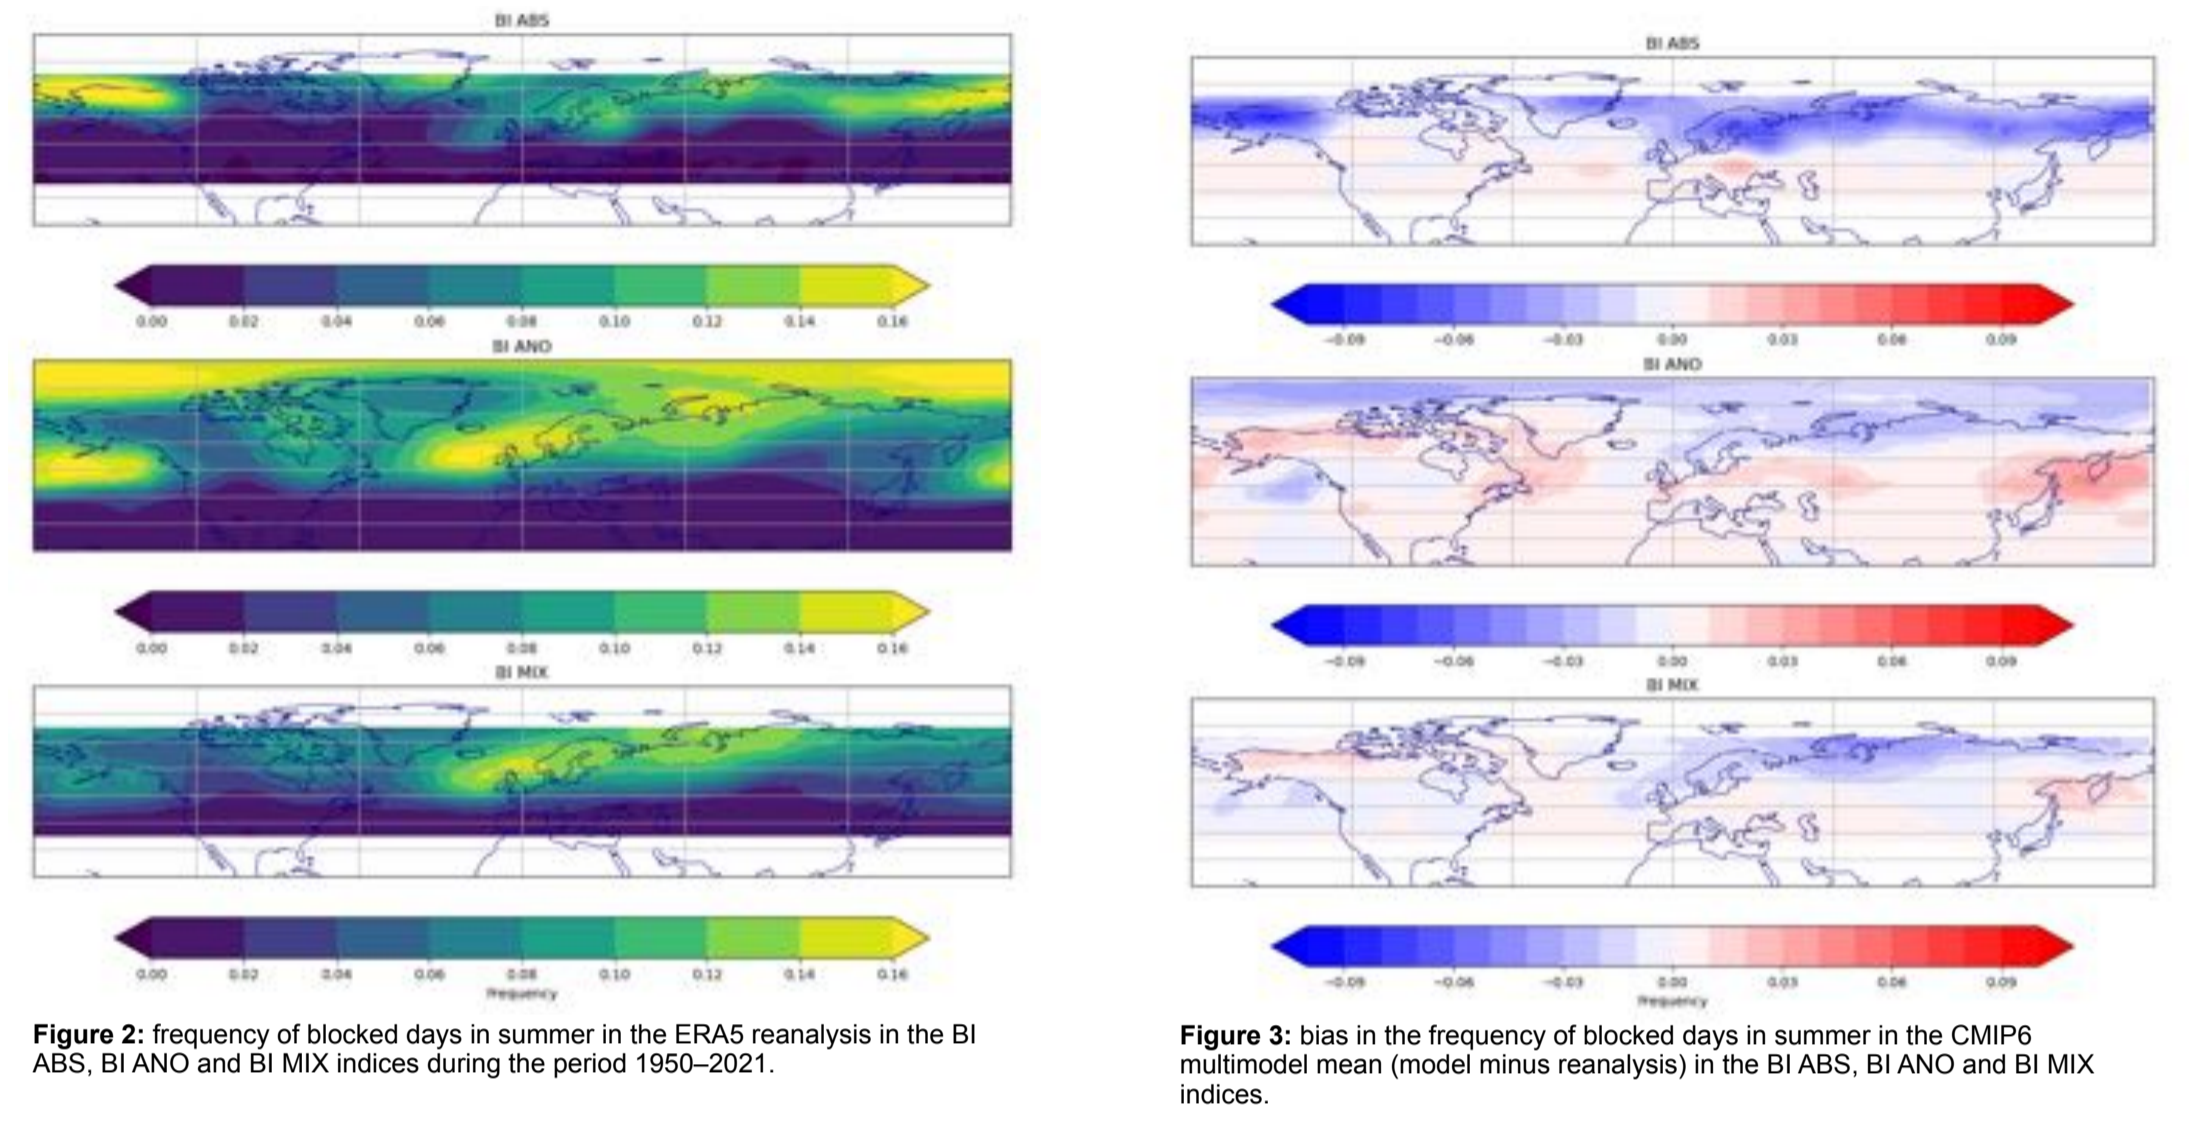 BI ABS
0.00 0.02 0.04 0.06 0.08 0.10 0.12 0.14 0.16
BI ANO
0.00 0.02 0.04 0.06 0.08 0.10 0.12 0.14 0.16
BI MIX
0.00 0.02 0.04 0.06 0.08 0.10 0.12 0.14 0.16
Frequency
Figure 2: frequency of blocked days in summer in the ERA5 reanalysis in the BI
ABS, BI ANO and BI MIX indices during the period 1950–2021.
BI ABS
−0.09 −0.06 −0.03 0.00 0.03 0.06 0.09
BI ANO
−0.09 −0.06 −0.03 0.00 0.03 0.06 0.09
BI MIX
−0.09 −0.06 −0.03 0.00 0.03 0.06 0.09
Frequency
Figure 3: bias in the frequency of blocked days in summer in the CMIP6
multimodel mean (model minus reanalysis) in the BI ABS, BI ANO and BI MIX
indices.